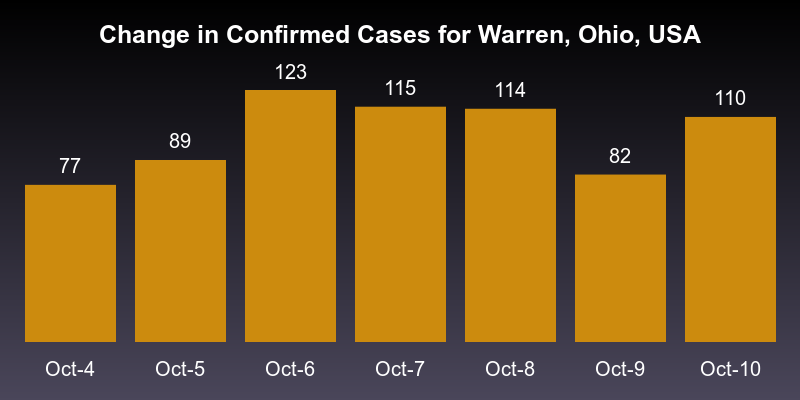 Change in Confirmed Cases for Warren, Ohio, USA
77
89
123
115
114
82
110
Oct-4
Oct-5
Oct-6
Oct-7
Oct-8
Oct-9
Oct-10